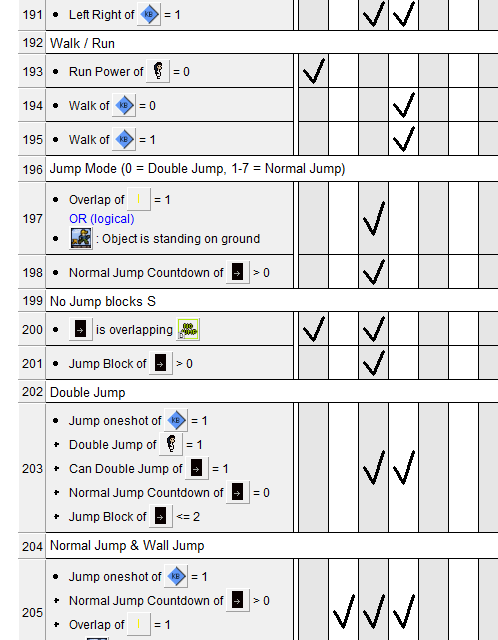 191 Left Right of KB = 1
192 Walk / Run
193 Run Power of = 0
194 Walk of KB = 0
195 Walk of KB = 1
196 Jump Mode (0 = Double Jump, 1-7 = Normal Jump)
Overlap of = 1
197 OR (logical)
: Object is standing on ground
198 Normal Jump Countdown of > 0
199 No Jump blocks S
200 is overlapping NO JUMP
201 Jump Block of > 0
202 Double Jump
Jump oneshot of KB = 1
+ Double Jump of = 1
203 + Can Double Jump of = 1
+ Normal Jump Countdown of = 0
+ Jump Block of <= 2
204 Normal Jump & Wall Jump
Jump oneshot of KB = 1
205 + Normal Jump Countdown of > 0
+ Overlap of = 1